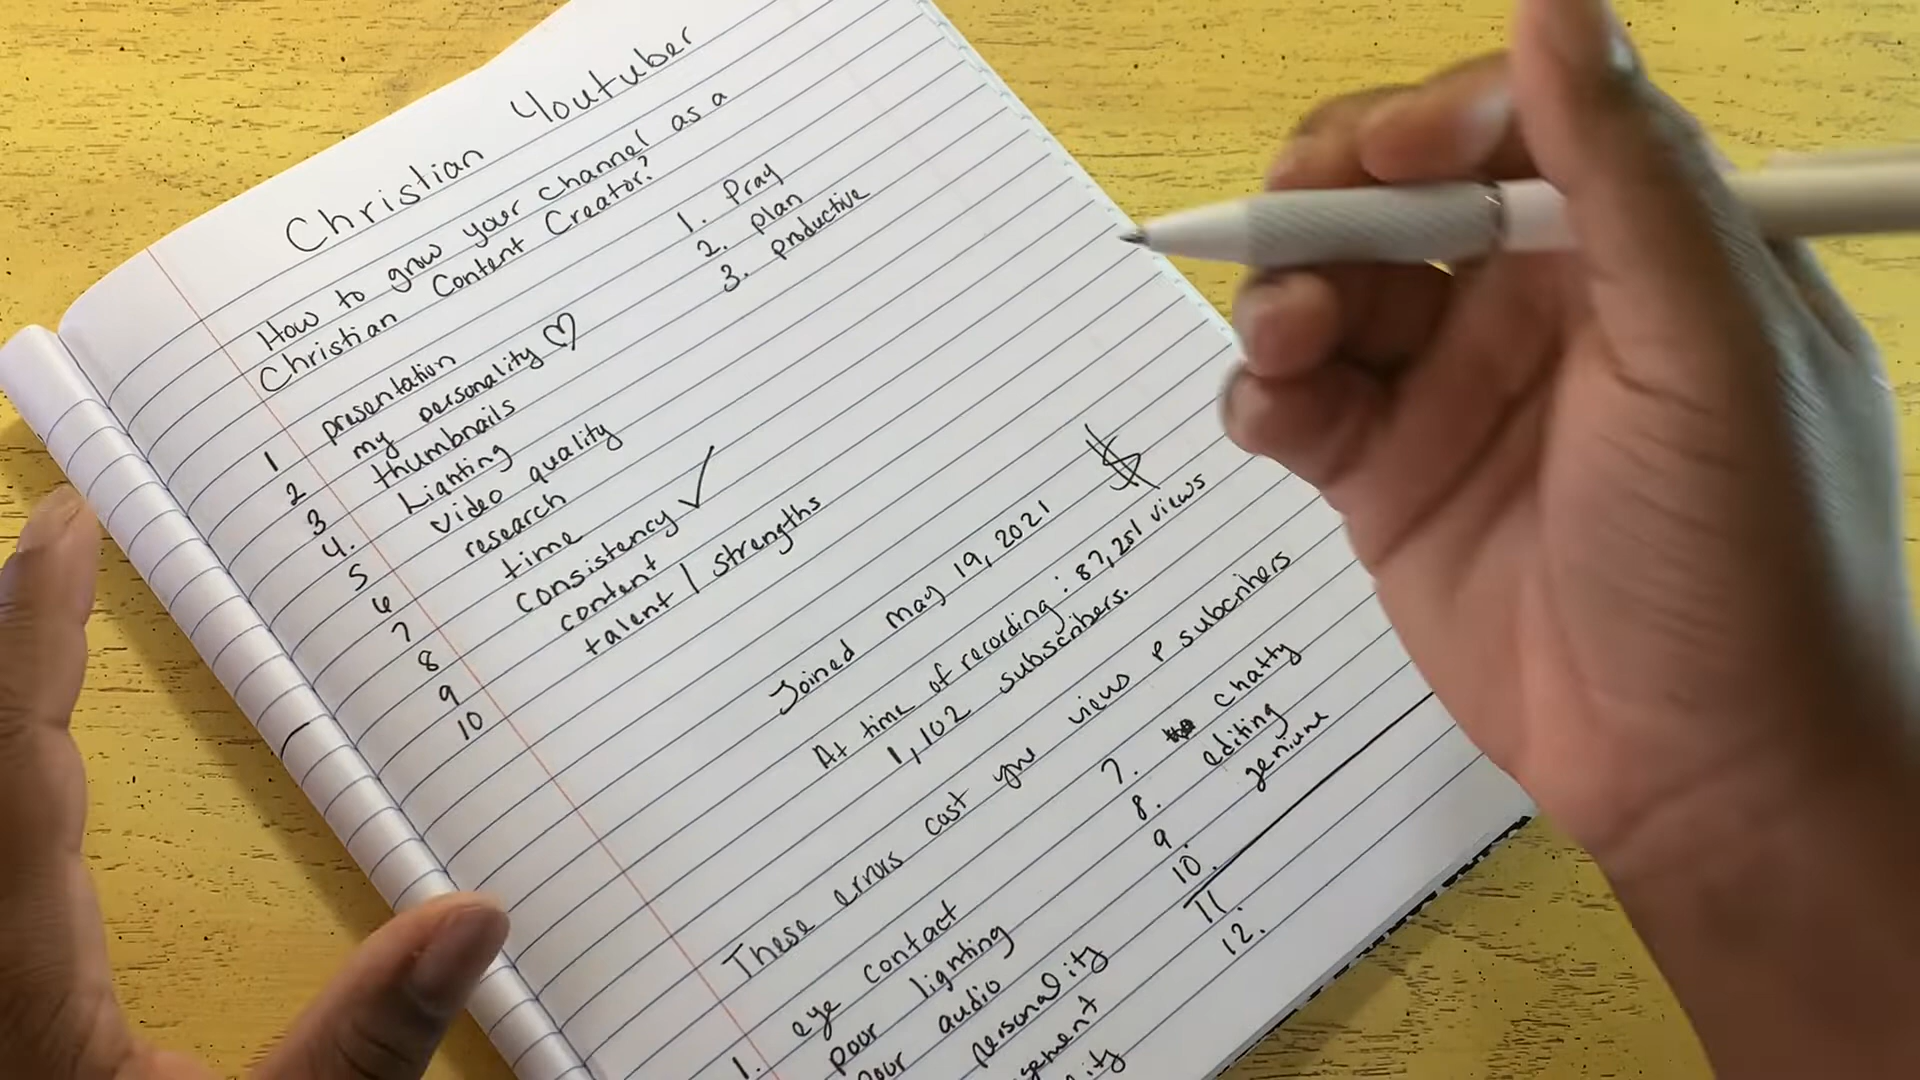 Christian Youtuber
How to grow your channel as a
Christian Content Creator?
1. Pray
2. plan
3. productive
1 presentation
2 my personality ♡
3 thumbnails
4. Lighting
5 video quality
6 research
7 time
8 consistency ✓
9 content
10 talent / strengths
Joined may 19, 2021 $
At time of recording: 87,251 views
1,102 subscribers.
These errors cost you views & subscribers
1. eye contact
poor lighting
poor audio
personality
7. chatty
8. editing
9. geniune
10.
11.
12.